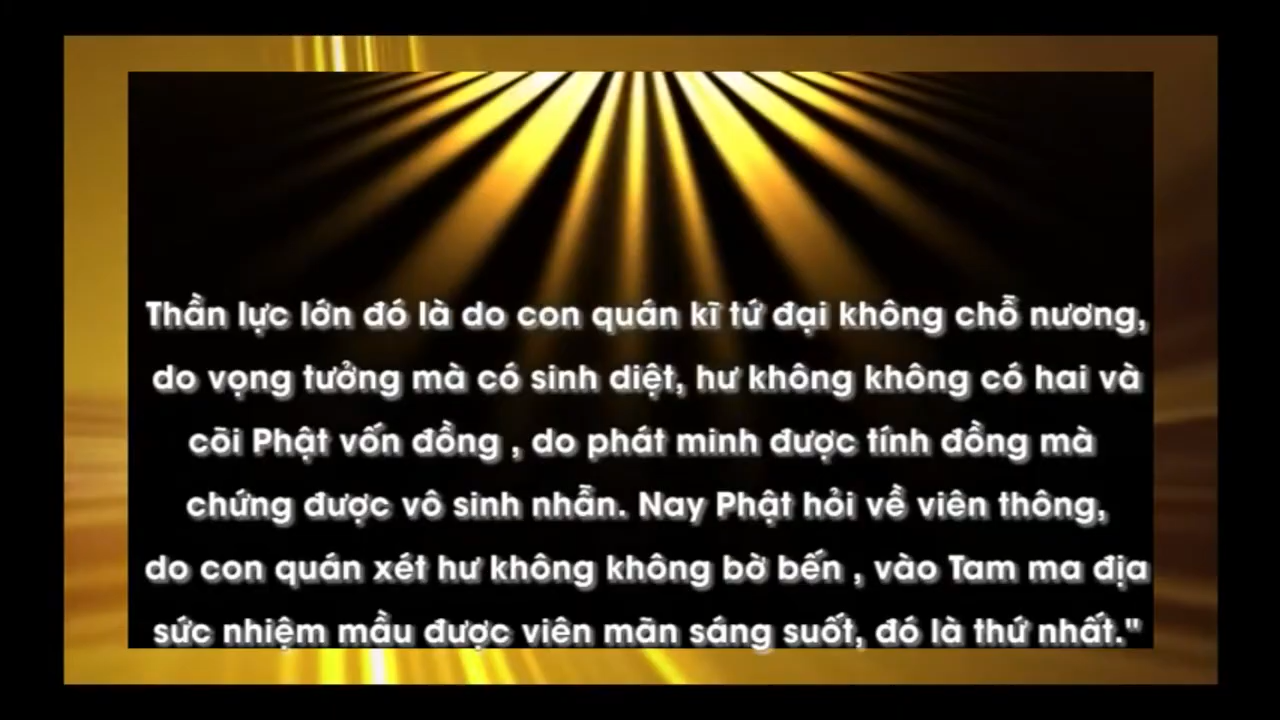 Thần lực lớn đó là do con quán kĩ tứ đại không chỗ nương,
do vọng tưởng mà có sinh diệt, hư không không có hai và
cõi Phật vốn đồng , do phát minh được tính đồng mà
chứng được vô sinh nhẫn. Nay Phật hỏi về viên thông,
do con quán xét hư không không bờ bến , vào Tam ma địa
sức nhiệm mầu được viên mãn sáng suốt, đó là thứ nhất."